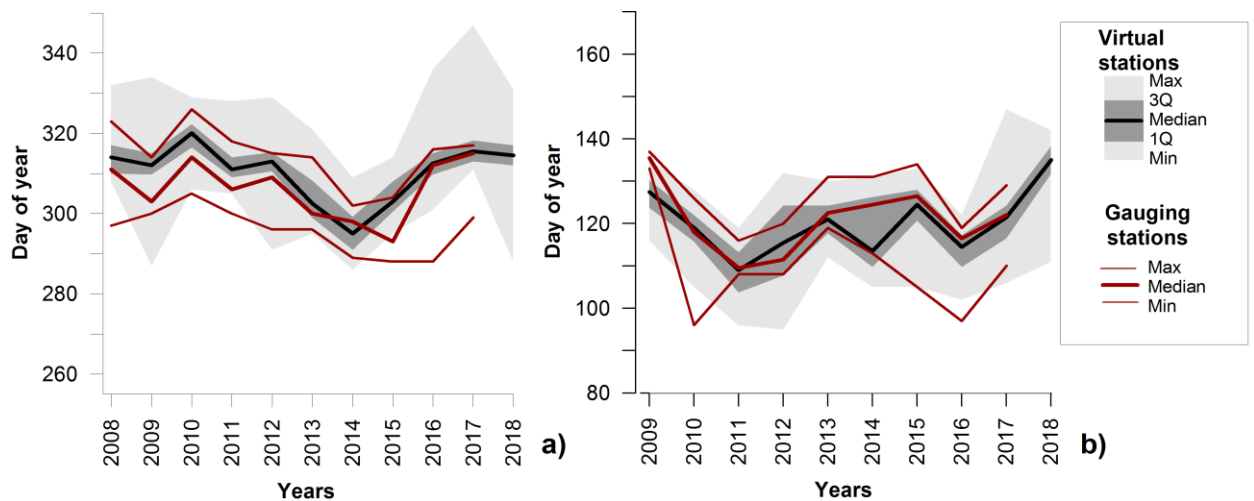 340
320
300
280
260
Day of year
2008
2009
2010
2011
2012
2013
2014
2015
2016
2017
2018
Years
a)
160
140
120
100
80
Day of year
2009
2010
2011
2012
2013
2014
2015
2016
2017
2018
Years
b)
Virtual
stations
Max
3Q
Median
1Q
Min
Gauging
stations
Max
Median
Min